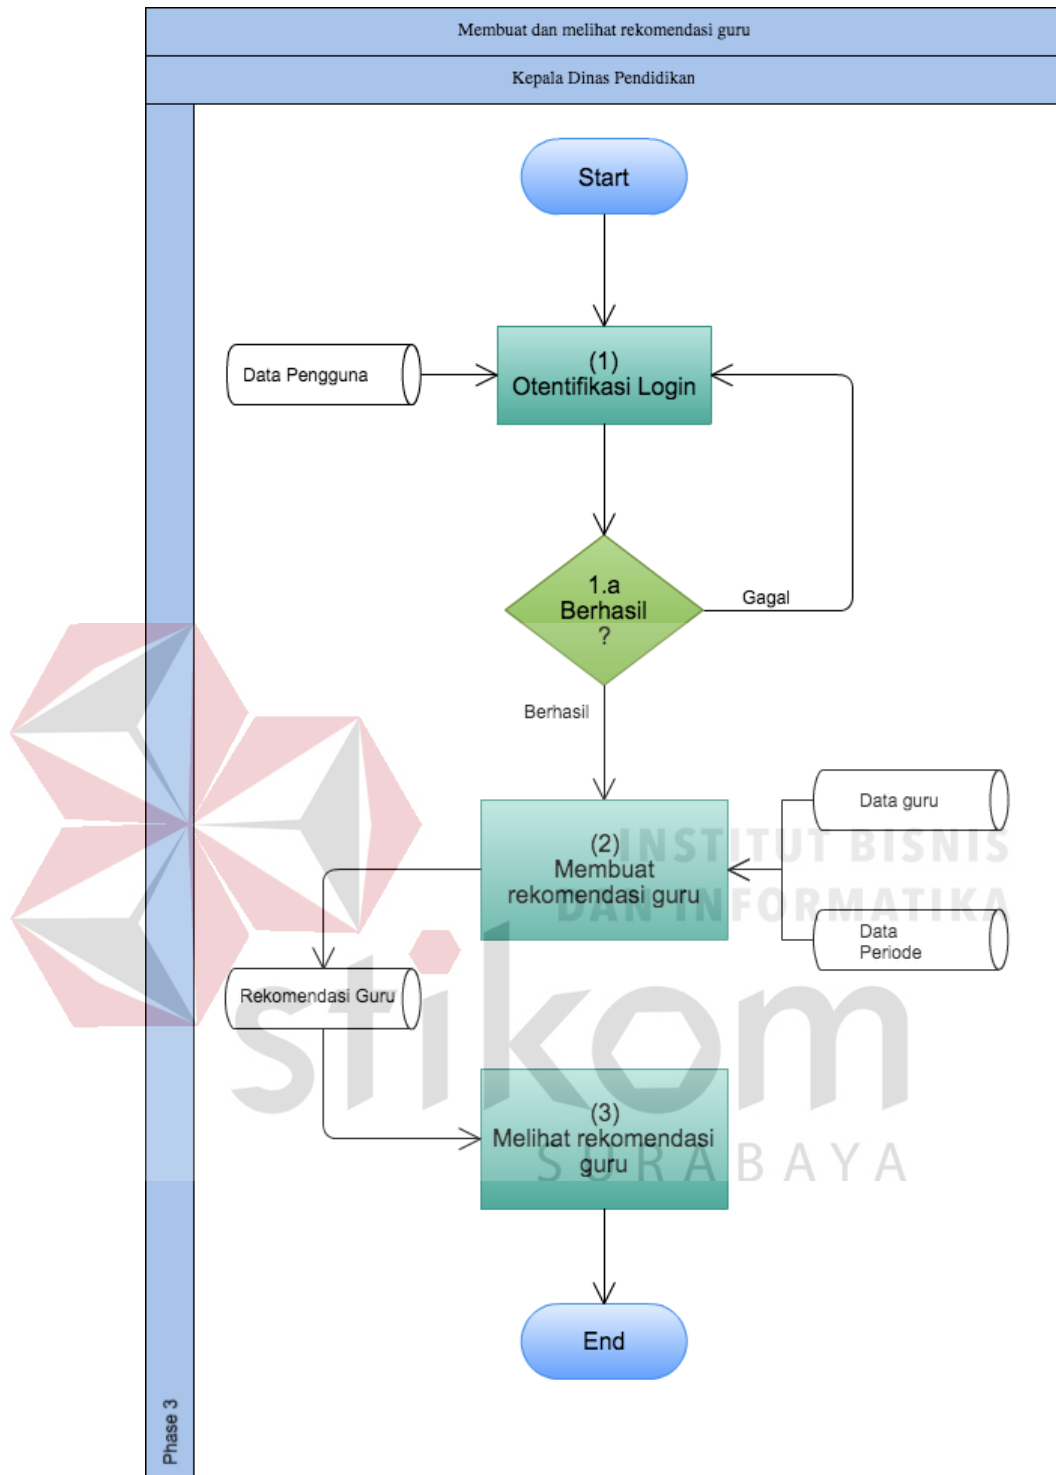 Membuat dan melihat rekomendasi guru
Kepala Dinas Pendidikan
Start
(1)
Otentifikasi Login
Data Pengguna
1.a
Berhasil
?
Gagal
Berhasil
Data guru
(2)
Membuat
rekomendasi guru
INSTITUT BISNIS
DAN INFORMATIKA
Data
Periode
Rekomendasi Guru
stikom
(3)
Melihat rekomendasi
guru
SURABAYA
End
Phase 3